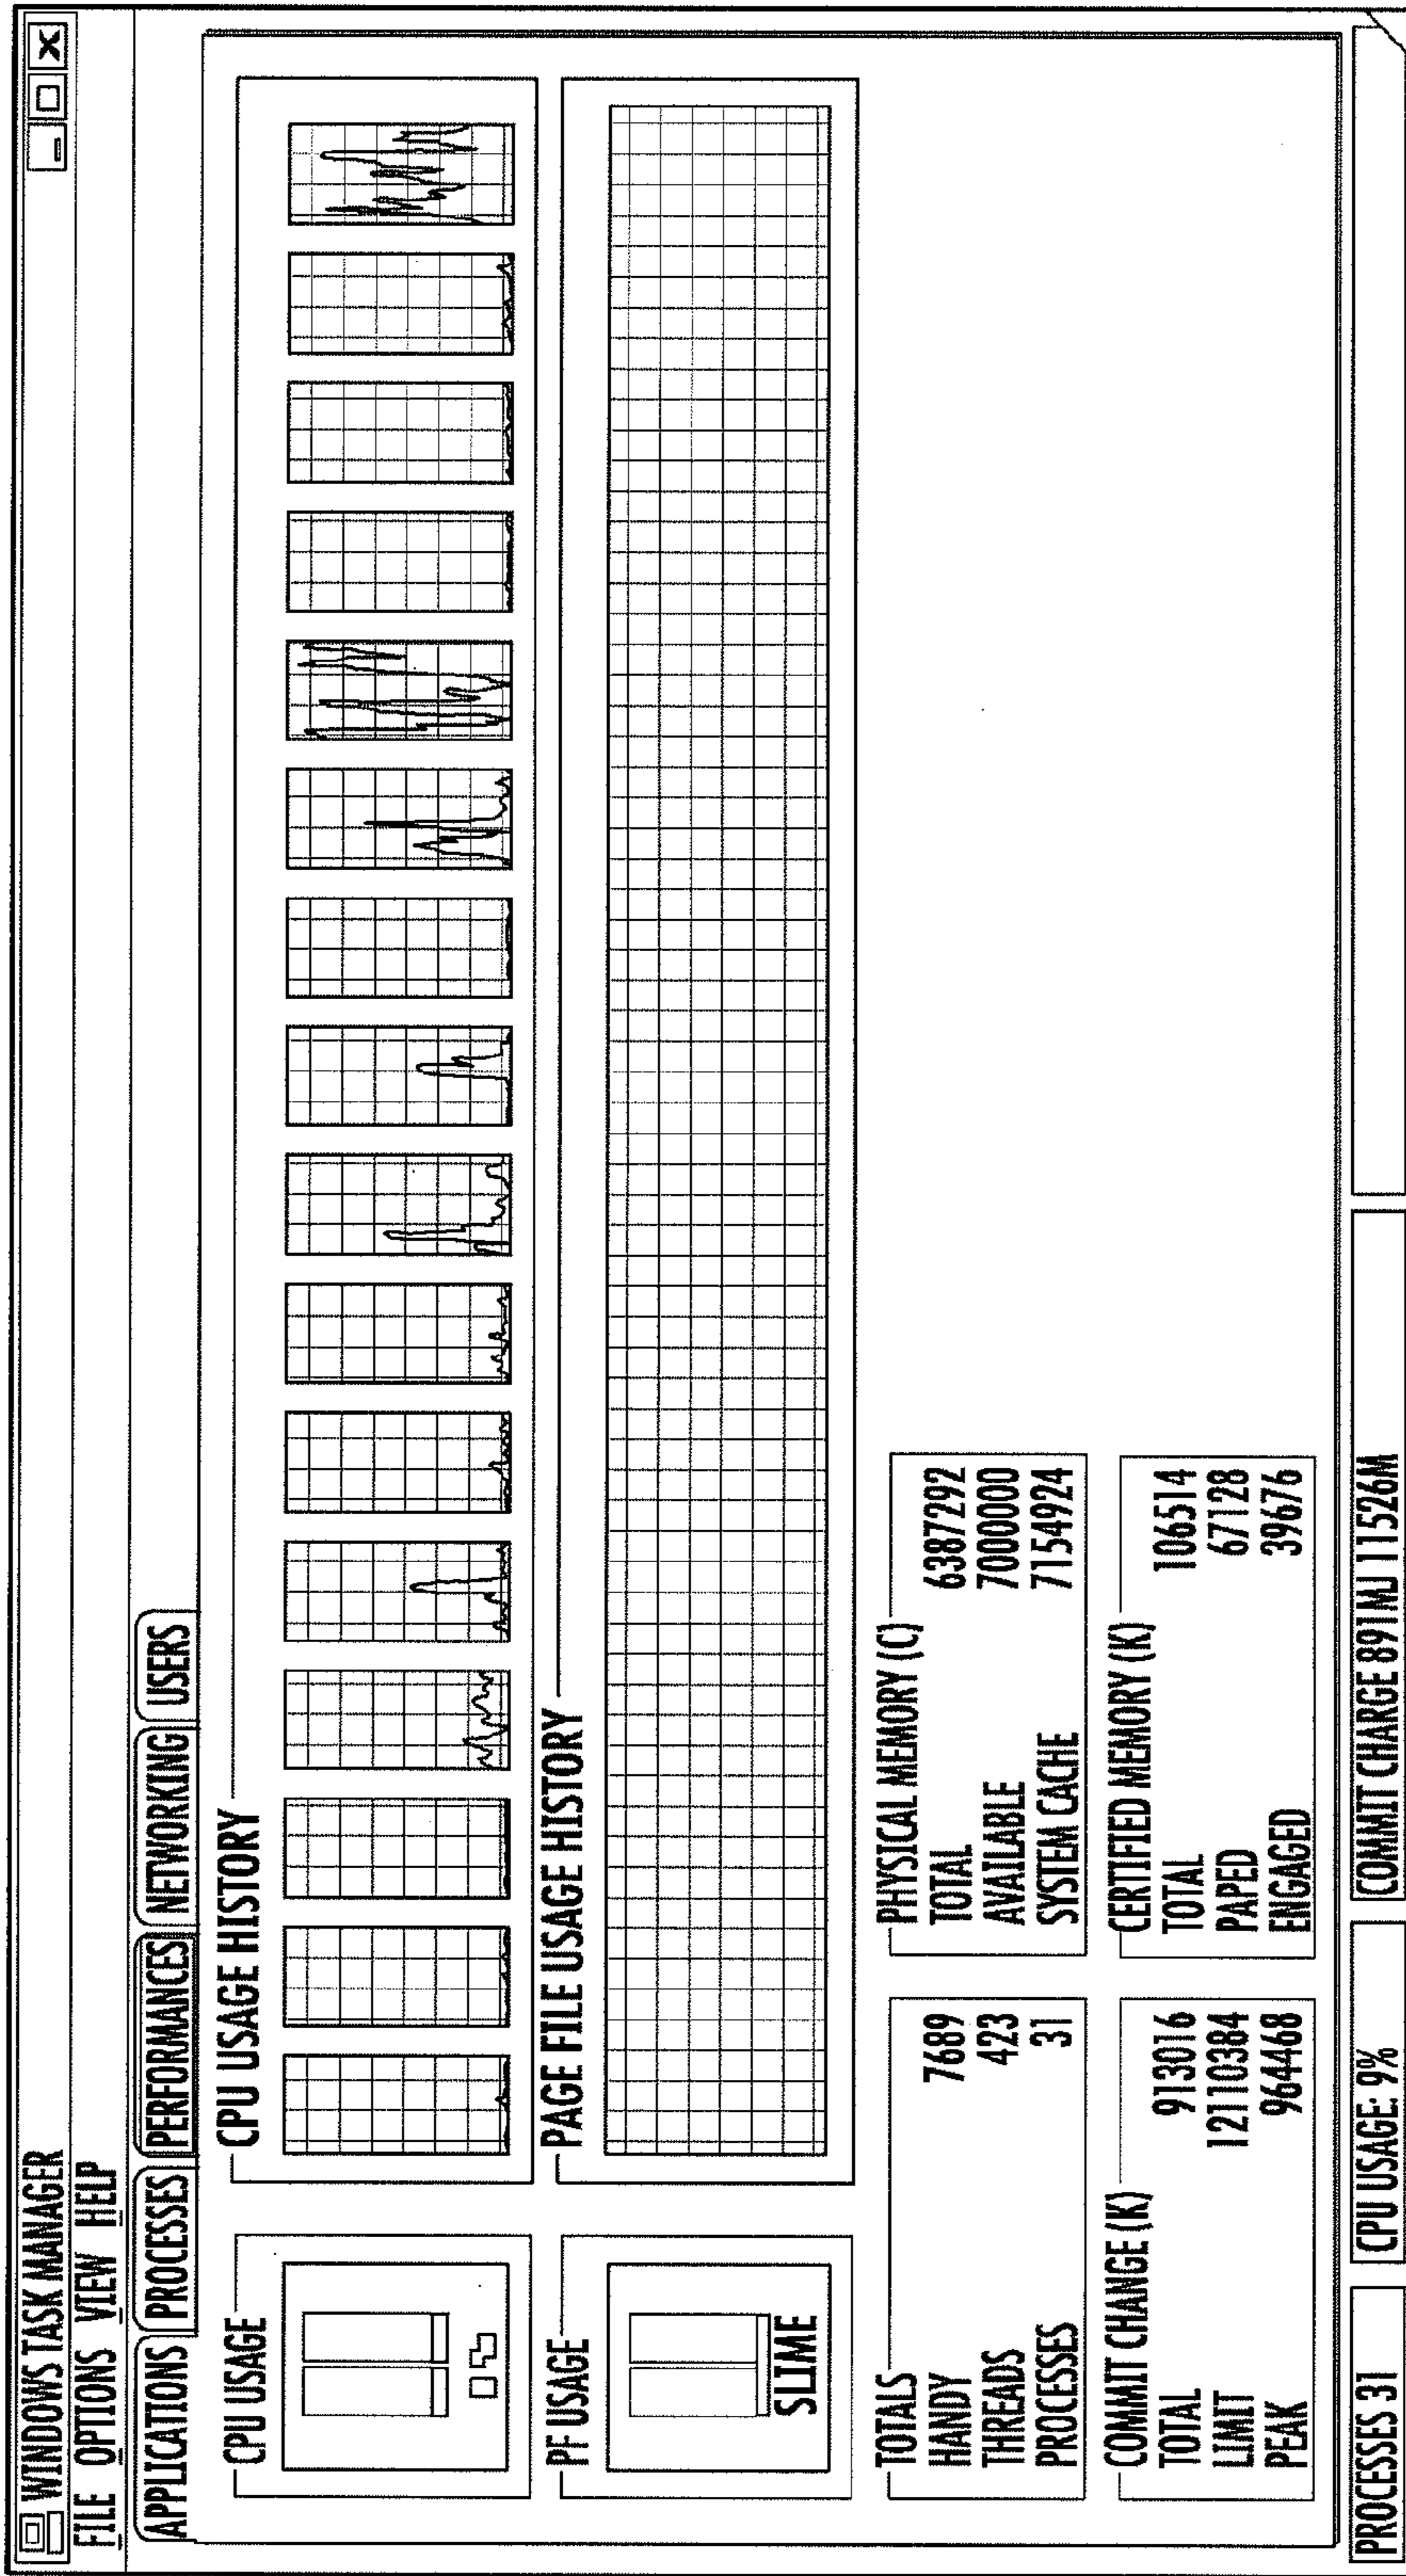 WINDOWS TASK MANAGER
FILE OPTIONS VIEW HELP
APPLICATIONS PROCESSES PERFORMANCES NETWORKING USERS
CPU USAGE
CPU USAGE HISTORY
PF USAGE
SLIME
PAGE FILE USAGE HISTORY
TOTALS
HANDY 7689
THREADS 423
PROCESSES 31
PHYSICAL MEMORY (C)
TOTAL 6387292
AVAILABLE 7000000
SYSTEM CACHE 7154924
COMMIT CHANGE (K)
TOTAL 913016
LIMIT 12110384
PEAK 964468
CERTIFIED MEMORY (K)
TOTAL 106514
PAPED 67128
ENGAGED 39676
PROCESSES 31 CPU USAGE: 9% COMMIT CHARGE 891MJ 11526M